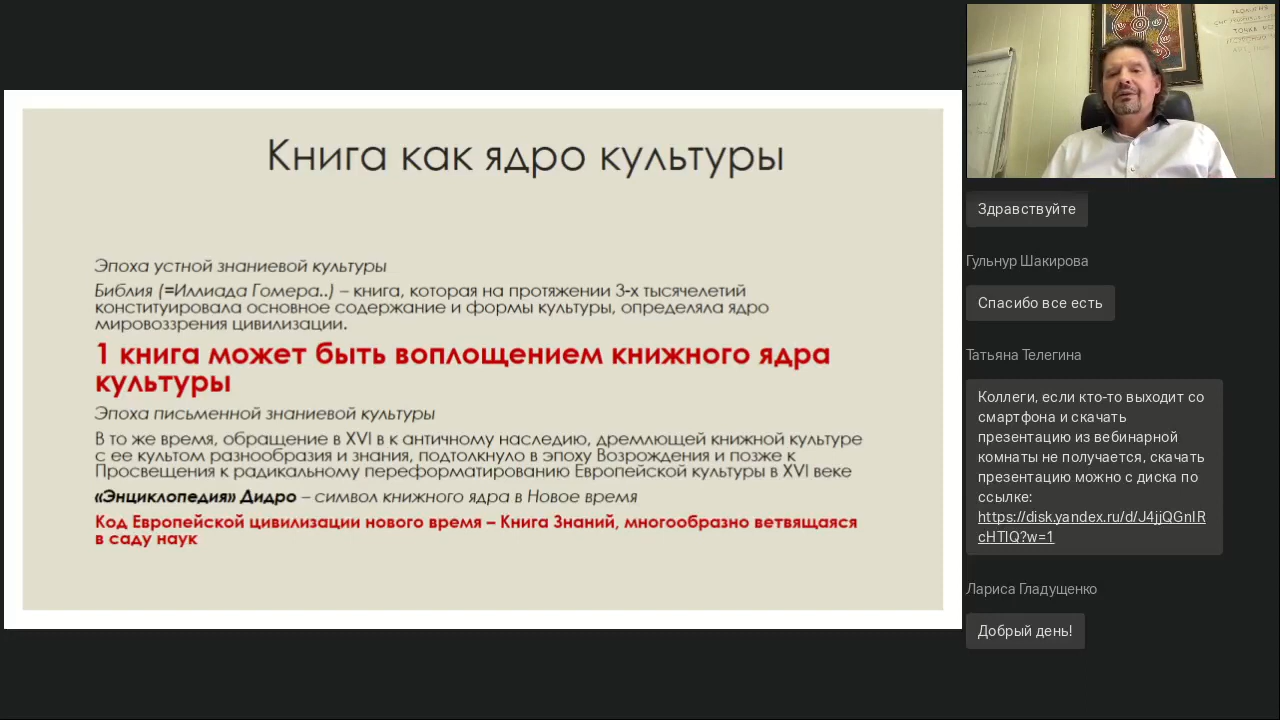 Книга как ядро культуры
Эпоха устной знаниевой культуры
Библия (=Иллиада Гомера..) – книга, которая на протяжении 3-х тысячелетий
конституировала основное содержание и формы культуры, определяла ядро
мировоззрения цивилизации.
1 книга может быть воплощением книжного ядра
культуры
Эпоха письменной знаниевой культуры
В то же время, обращение в XVI в к античному наследию, дремлющей книжной культуре
с ее культом разнообразия и знания, подтолкнуло в эпоху Возрождения и позже к
Просвещения к радикальному переформатированию Европейской культуры в XVI веке
«Энциклопедия» Дидро – символ книжного ядра в Новое время
Код Европейской цивилизации нового время – Книга Знаний, многообразно ветвящаяся
в саду наук
ТОЧКА
Здравствуйте
Гульнур Шакирова
Спасибо все есть
Татьяна Телегина
Коллеги, если кто-то выходит со
смартфона и скачать
презентацию из вебинарной
комнаты не получается, скачать
презентацию можно с диска по
ссылке:
https://disk.yandex.ru/d/J4jjQGnIR
cHTIQ?w=1
Лариса Гладущенко
Добрый день!